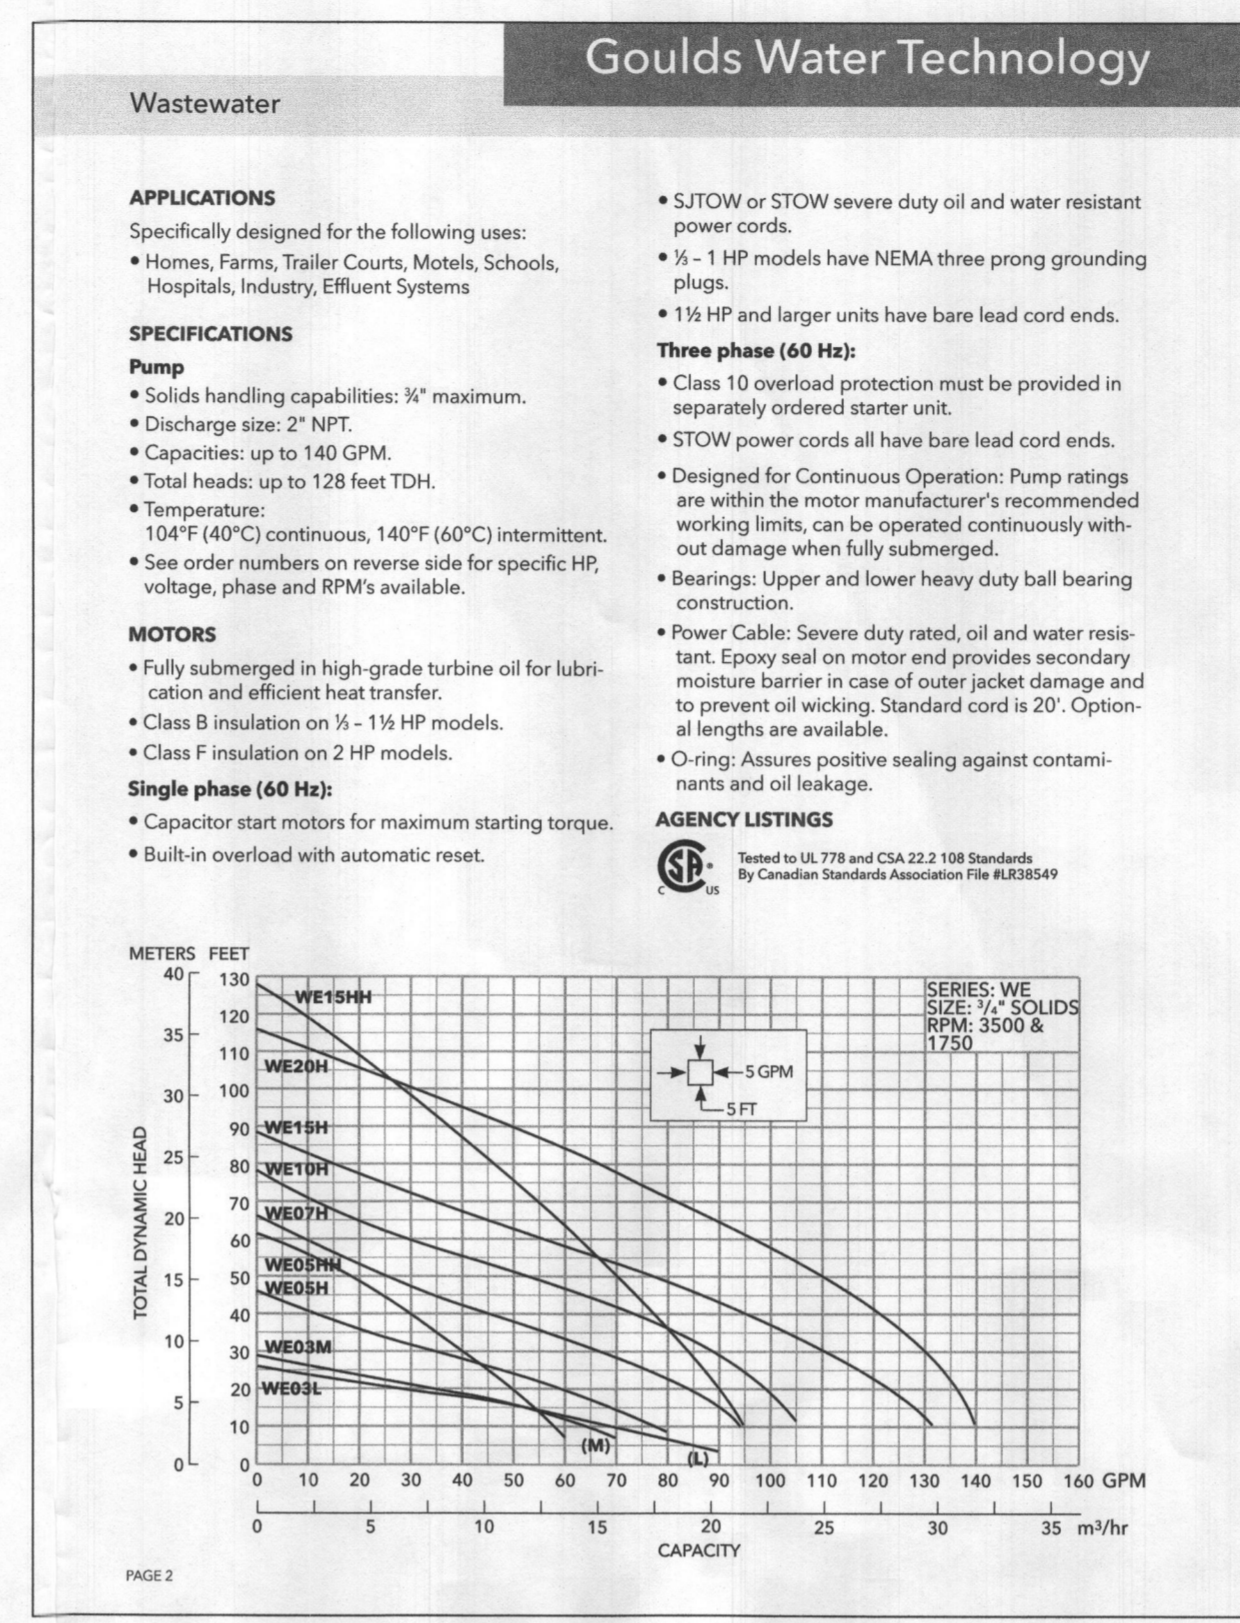 Goulds Water Technology
Wastewater
APPLICATIONS
Specifically designed for the following uses:
• Homes, Farms, Trailer Courts, Motels, Schools,
Hospitals, Industry, Effluent Systems
SPECIFICATIONS
Pump
• Solids handling capabilities: ¾" maximum.
• Discharge size: 2" NPT.
• Capacities: up to 140 GPM.
• Total heads: up to 128 feet TDH.
• Temperature:
104°F (40°C) continuous, 140°F (60°C) intermittent.
• See order numbers on reverse side for specific HP,
voltage, phase and RPM's available.
MOTORS
• Fully submerged in high-grade turbine oil for lubri-
cation and efficient heat transfer.
• Class B insulation on ⅓ – 1½ HP models.
• Class F insulation on 2 HP models.
Single phase (60 Hz):
• Capacitor start motors for maximum starting torque.
• Built-in overload with automatic reset.
• SJTOW or STOW severe duty oil and water resistant
power cords.
• ⅓ – 1 HP models have NEMA three prong grounding
plugs.
• 1½ HP and larger units have bare lead cord ends.
Three phase (60 Hz):
• Class 10 overload protection must be provided in
separately ordered starter unit.
• STOW power cords all have bare lead cord ends.
• Designed for Continuous Operation: Pump ratings
are within the motor manufacturer's recommended
working limits, can be operated continuously with-
out damage when fully submerged.
• Bearings: Upper and lower heavy duty ball bearing
construction.
• Power Cable: Severe duty rated, oil and water resis-
tant. Epoxy seal on motor end provides secondary
moisture barrier in case of outer jacket damage and
to prevent oil wicking. Standard cord is 20'. Option-
al lengths are available.
• O-ring: Assures positive sealing against contami-
nants and oil leakage.
AGENCY LISTINGS
C SA US
Tested to UL 778 and CSA 22.2 108 Standards
By Canadian Standards Association File #LR38549
METERS FEET
40
35
30
25
20
15
10
5
0
130
120
110
100
90
80
70
60
50
40
30
20
10
0
TOTAL DYNAMIC HEAD
WE15HH
WE20H
WE15H
WE10H
WE07H
WE05HH
WE05H
WE03M
WE03L
(M)
(L)
5 GPM
5 FT
SERIES: WE
SIZE: ³/₄" SOLIDS
RPM: 3500 &
1750
0 10 20 30 40 50 60 70 80 90 100 110 120 130 140 150 160 GPM
0 5 10 15 20 25 30 35 m³/hr
CAPACITY
PAGE 2